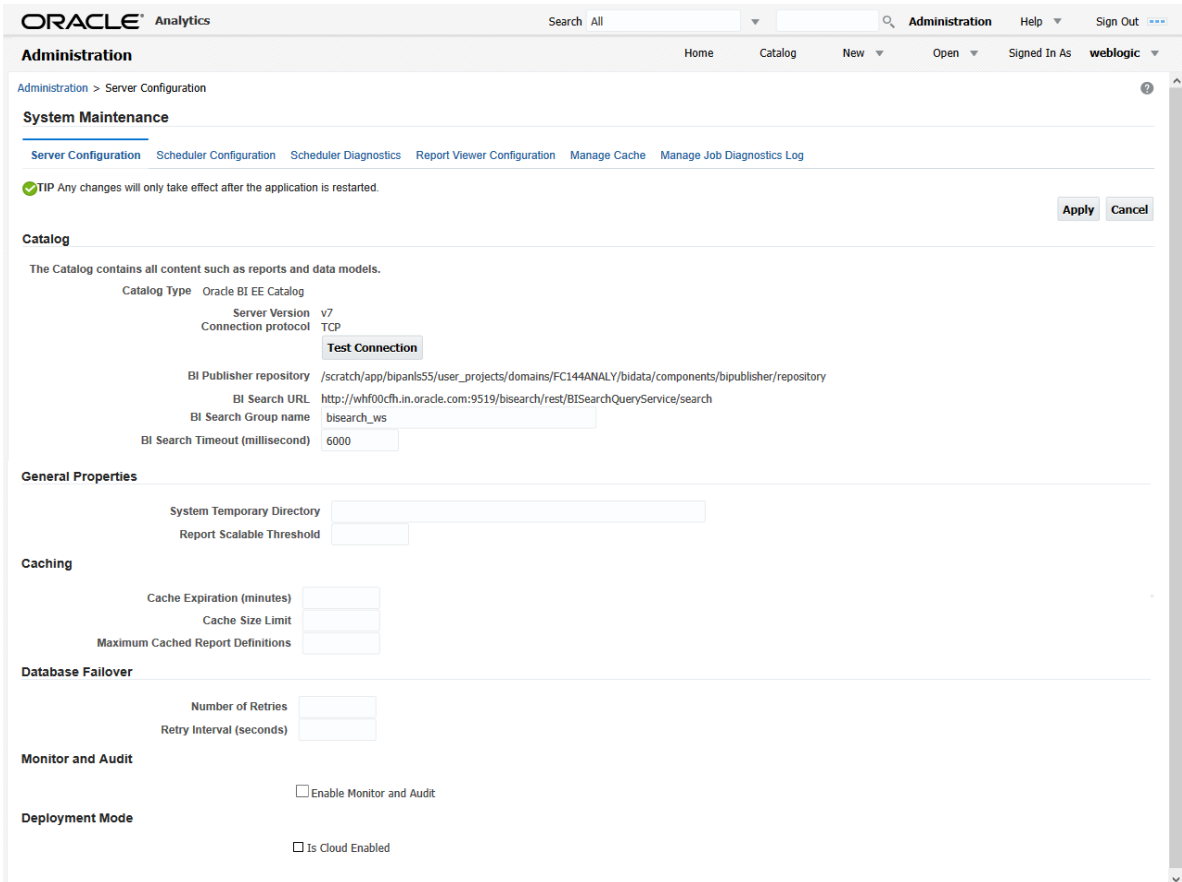 ORACLE® Analytics Search All Administration Help Sign Out
Administration Home Catalog New Open Signed In As weblogic
Administration > Server Configuration
System Maintenance
Server Configuration Scheduler Configuration Scheduler Diagnostics Report Viewer Configuration Manage Cache Manage Job Diagnostics Log
TIP Any changes will only take effect after the application is restarted.
Apply Cancel
Catalog
The Catalog contains all content such as reports and data models.
Catalog Type Oracle BI EE Catalog
Server Version v7
Connection protocol TCP
Test Connection
BI Publisher repository /scratch/app/bipanls55/user_projects/domains/FC144ANALY/bidata/components/bipublisher/repository
BI Search URL http://whf00cfh.in.oracle.com:9519/bisearch/rest/BISearchQueryService/search
BI Search Group name bisearch_ws
BI Search Timeout (millisecond) 6000
General Properties
System Temporary Directory
Report Scalable Threshold
Caching
Cache Expiration (minutes)
Cache Size Limit
Maximum Cached Report Definitions
Database Failover
Number of Retries
Retry Interval (seconds)
Monitor and Audit
Enable Monitor and Audit
Deployment Mode
Is Cloud Enabled